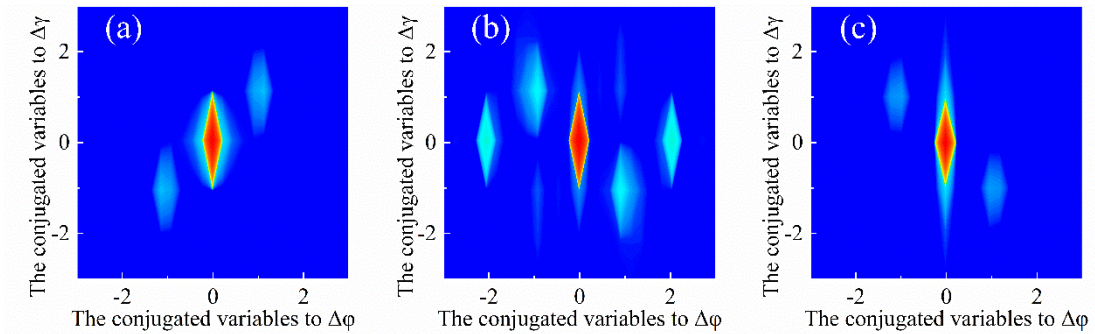 (a)
The conjugated variables to Δγ
2
0
-2
-2 0 2
The conjugated variables to Δφ
(b)
The conjugated variables to Δγ
2
0
-2
-2 0 2
The conjugated variables to Δφ
(c)
The conjugated variables to Δγ
2
0
-2
-2 0 2
The conjugated variables to Δφ